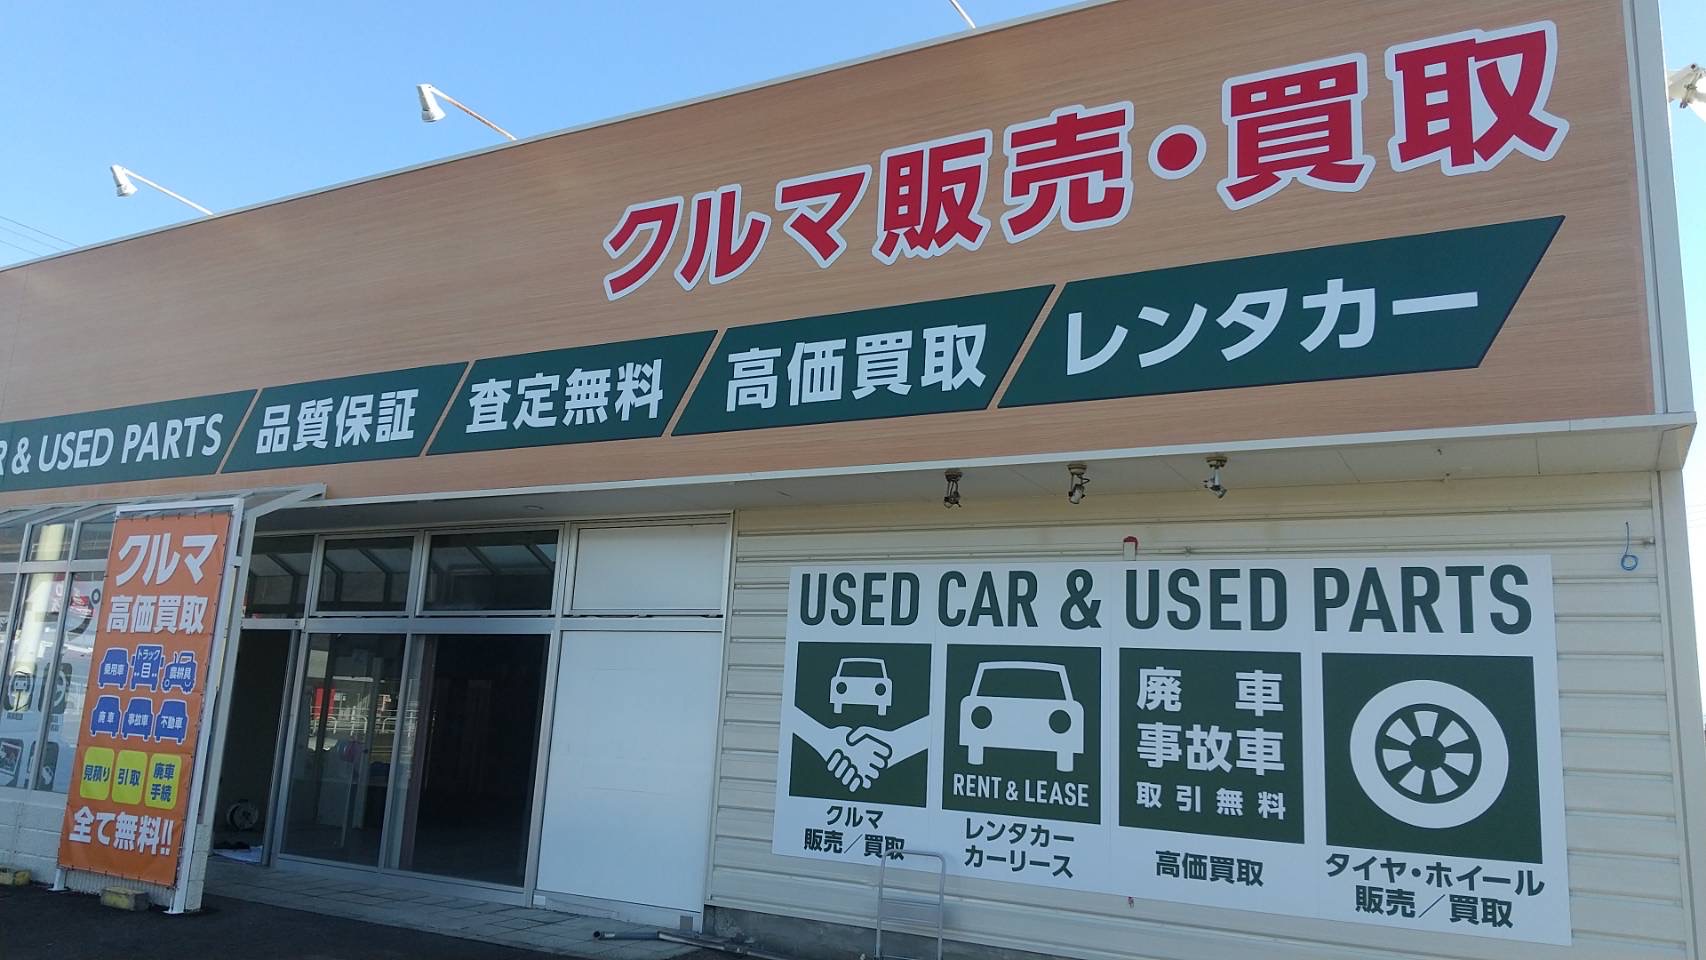 クルマ販売・買取
& USED PARTS
品質保証
査定無料
高価買取
レンタカー
クルマ
高価買取
乗用車
トラック
農耕具
廃車
事故車
不動車
見積り
引取
廃車
手続
全て無料!!
USED CAR & USED PARTS
クルマ
販売／買取
RENT & LEASE
レンタカー
カーリース
廃車
事故車
取引無料
高価買取
タイヤ・ホイール
販売／買取